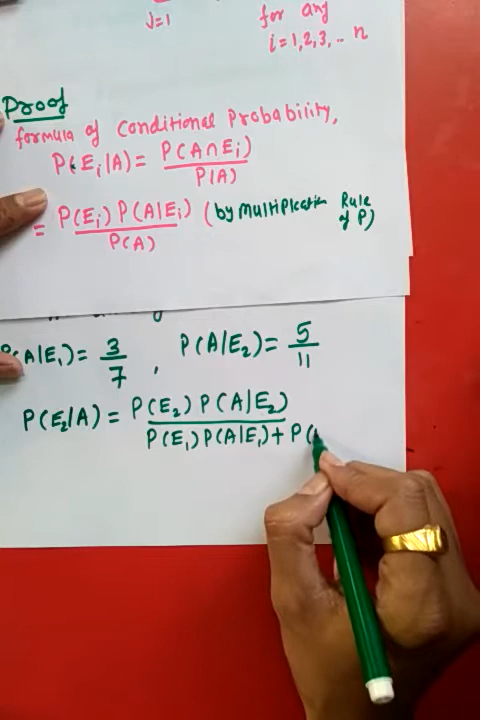 J=1
for any
i=1,2,3,.. n
Proof
formula of Conditional Probability,
P(Ei|A) = P(A∩Ei) / P(A)
= P(Ei) P(A|Ei) / P(A) (by multiplication Rule of P)
P(A|E1) = 3/7 , P(A|E2) = 5/11
P(E2/A) = P(E2) P(A|E2) / P(E1) P(A|E1) + P(